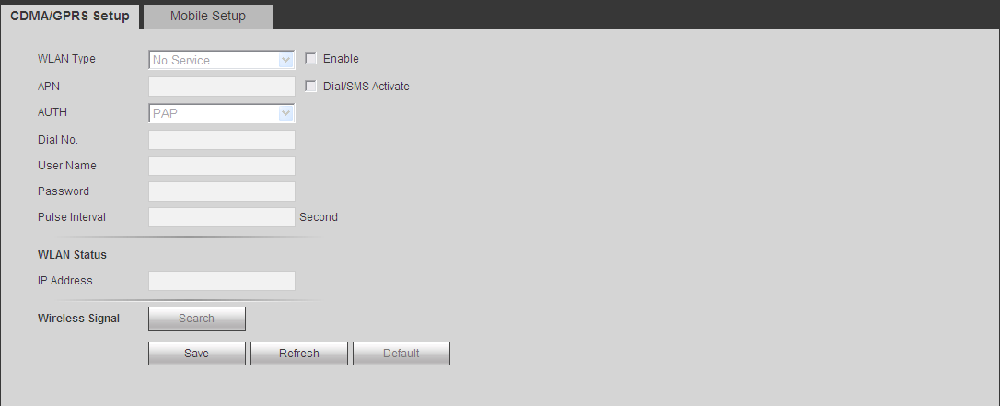 CDMA/GPRS Setup Mobile Setup
WLAN Type No Service Enable
APN Dial/SMS Activate
AUTH PAP
Dial No.
User Name
Password
Pulse Interval Second
WLAN Status
IP Address
Wireless Signal Search
Save Refresh Default